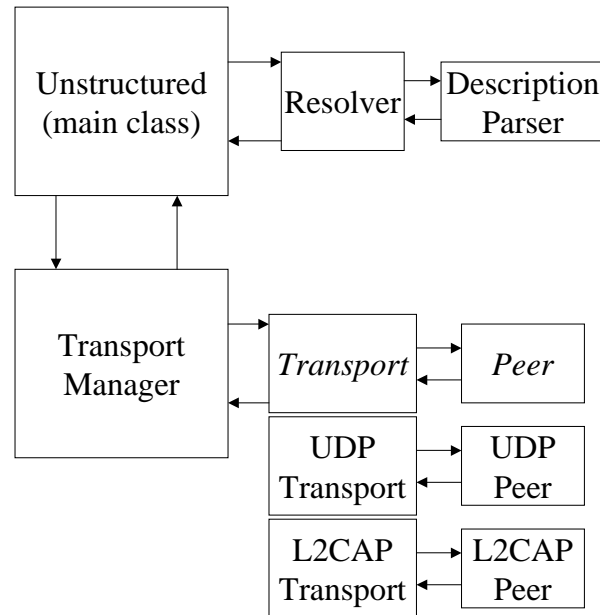 Unstructured
(main class)
Resolver
Description
Parser
Transport
Manager
Transport
Peer
UDP
Transport
UDP
Peer
L2CAP
Transport
L2CAP
Peer